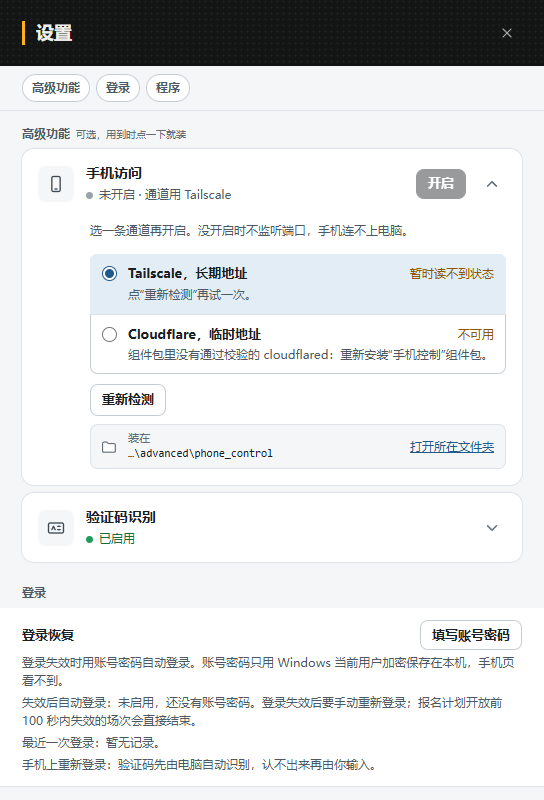 设置
高级功能 登录 程序
高级功能 可选，用到时点一下就装
手机访问
未开启 · 通道用 Tailscale
开启
选一条通道再开启。没开启时不监听端口，手机连不上电脑。
Tailscale，长期地址
暂时读不到状态
点“重新检测”再试一次。
Cloudflare，临时地址
不可用
组件包里没有通过校验的 cloudflared：重新安装“手机控制”组件包。
重新检测
装在
…\advanced\phone_control
打开所在文件夹
验证码识别
已启用
登录
登录恢复
填写账号密码
登录失效时用账号密码自动登录。账号密码只用 Windows 当前用户加密保存在本机，手机页
看不到。
失效后自动登录：未启用，还没有账号密码。登录失效后要手动重新登录；报名计划开放前
100 秒内失效的场次会直接结束。
最近一次登录：暂无记录。
手机上重新登录：验证码先由电脑自动识别，认不出来再由你输入。